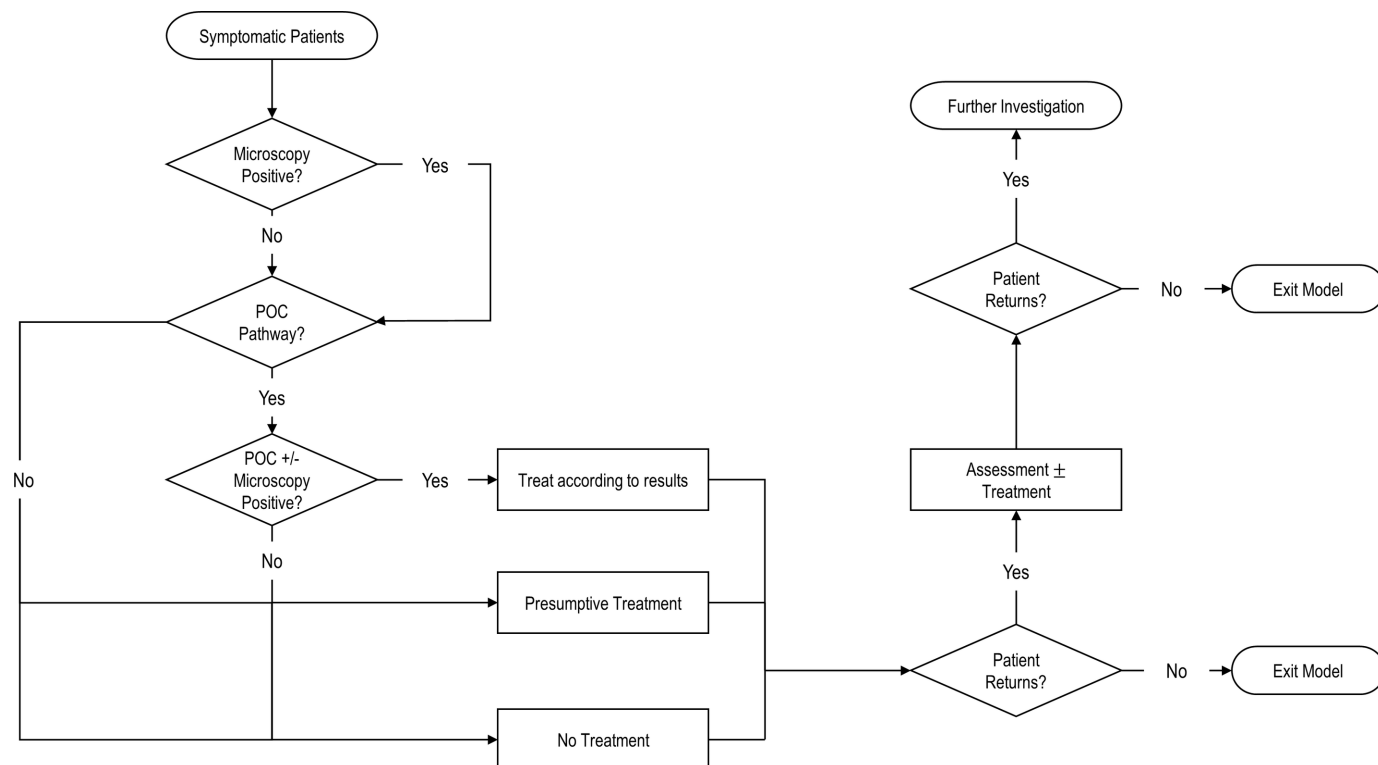 Symptomatic Patients
Microscopy
Positive?
Yes
No
POC
Pathway?
Yes
No
POC +/-
Microscopy
Positive?
Yes
Treat according to results
No
Presumptive Treatment
No Treatment
Further Investigation
Yes
Patient
Returns?
No
Exit Model
Assessment ±
Treatment
Yes
Patient
Returns?
No
Exit Model